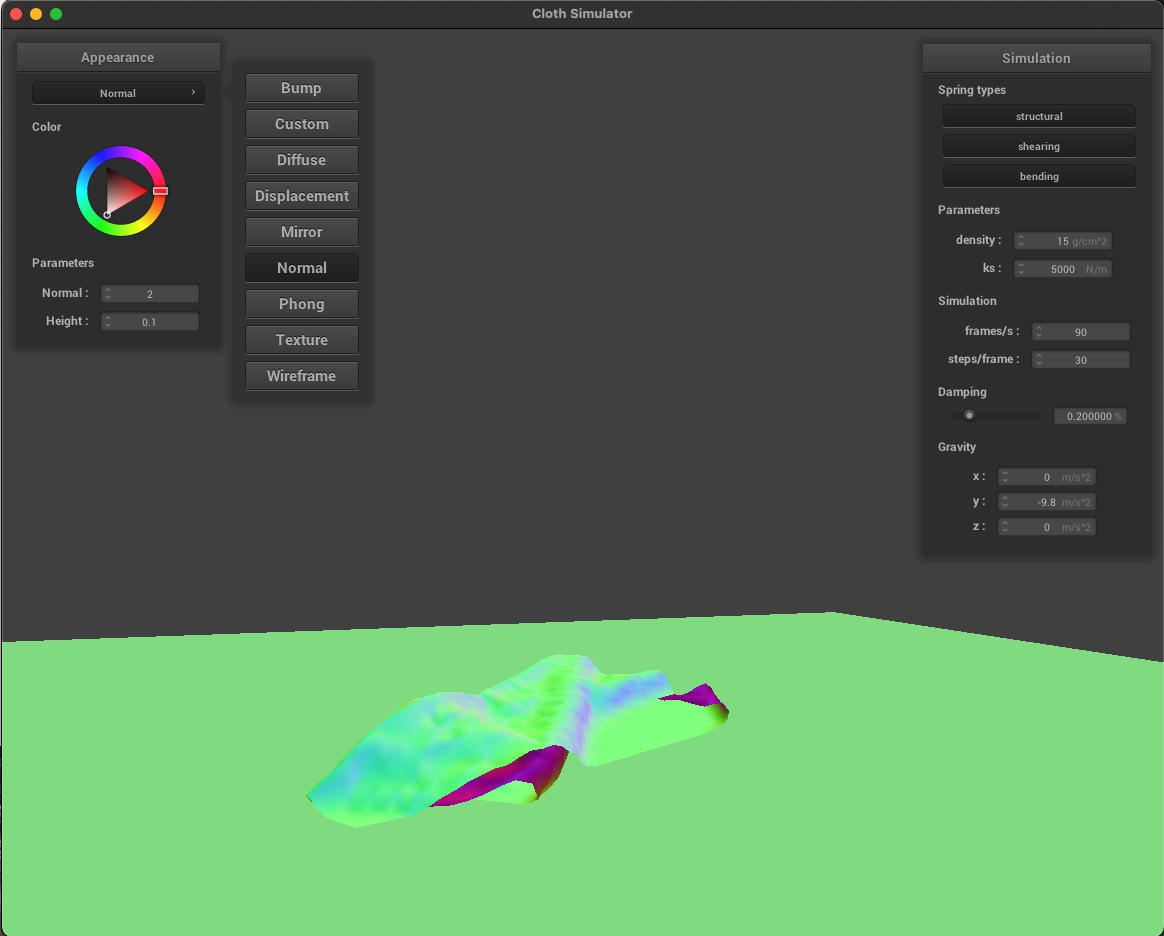 Cloth Simulator
Appearance
Normal ›
Color
Parameters
Normal : 2
Height : 0.1
Bump
Custom
Diffuse
Displacement
Mirror
Normal
Phong
Texture
Wireframe
Simulation
Spring types
structural
shearing
bending
Parameters
density : 15 g/cm^2
ks : 5000 N/m
Simulation
frames/s : 90
steps/frame : 30
Damping
0.200000 %
Gravity
x : 0 m/s^2
y : -9.8 m/s^2
z : 0 m/s^2